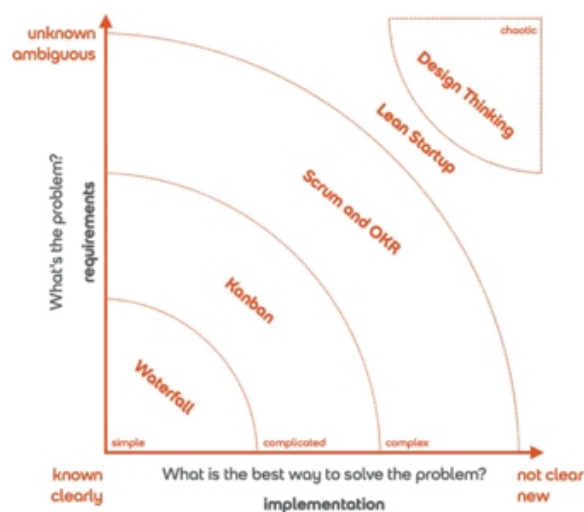 unknown
ambiguous
chaotic
Design Thinking
Lean Startup
Scrum and OKR
Kanban
Waterfall
What's the problem?
requirements
simple
complicated
complex
known
clearly
What is the best way to solve the problem?
implementation
not clear
new